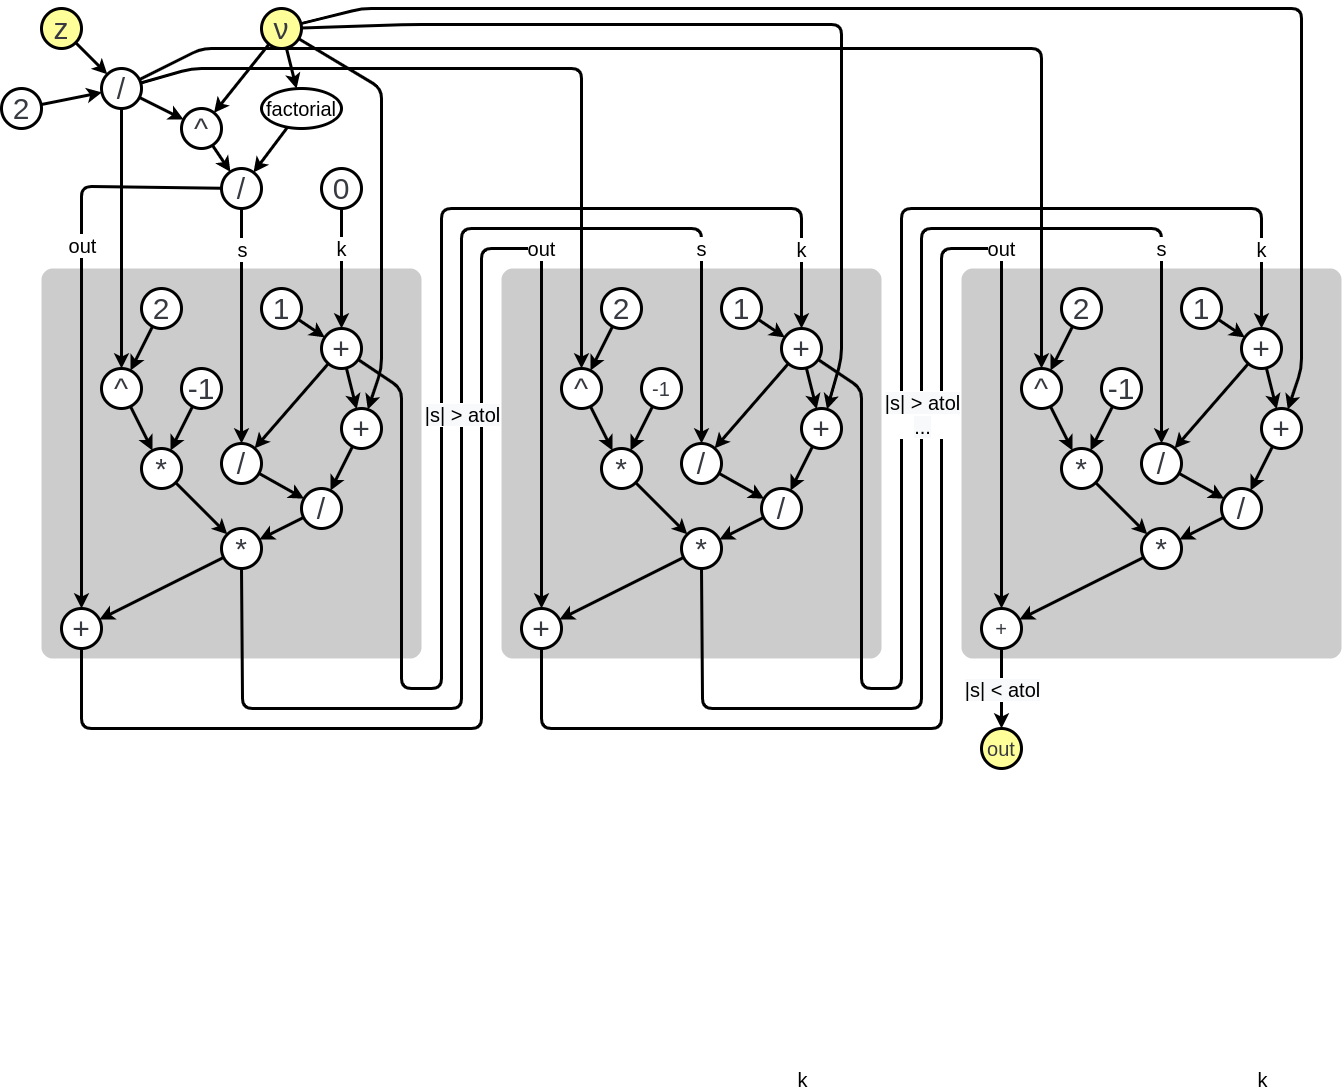 z
ν
2
/
^
factorial
/
0
out
s
k
out
s
k
out
s
k
2
1
+
^
-1
+
*
/
/
*
+
|s| > atol
2
1
+
^
-1
+
*
/
/
*
+
|s| > atol
...
2
1
+
^
-1
+
*
/
/
*
+
|s| < atol
out
k
k